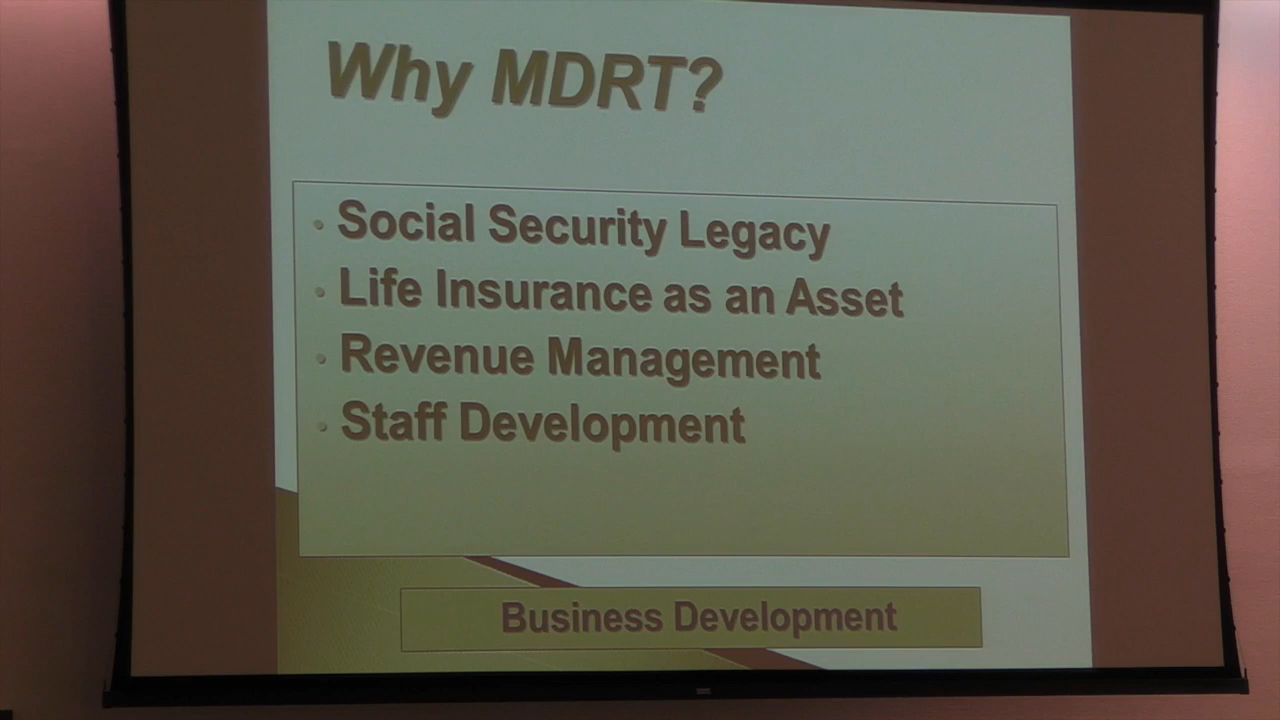 Why MDRT?
• Social Security Legacy
• Life Insurance as an Asset
• Revenue Management
• Staff Development
Business Development